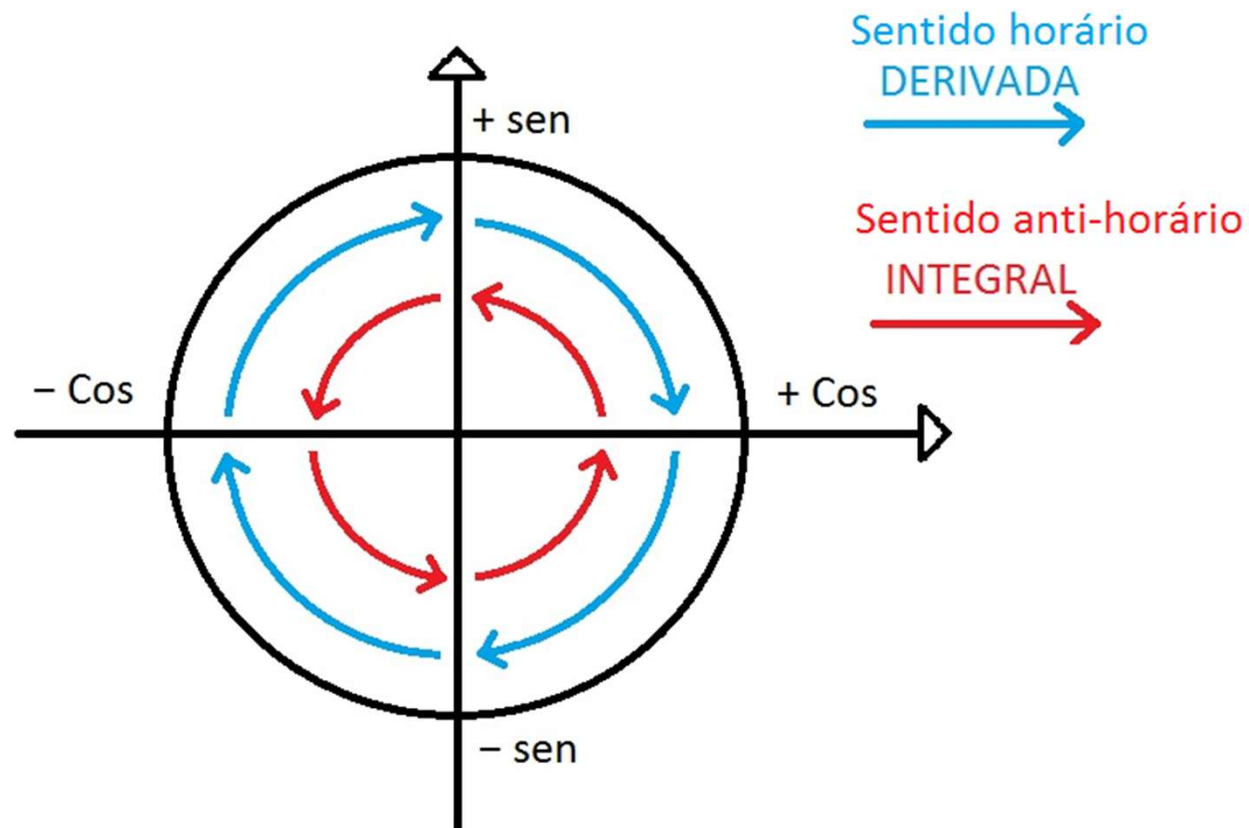 Sentido horário
DERIVADA
+ sen
Sentido anti-horário
INTEGRAL
− Cos
+ Cos
− sen